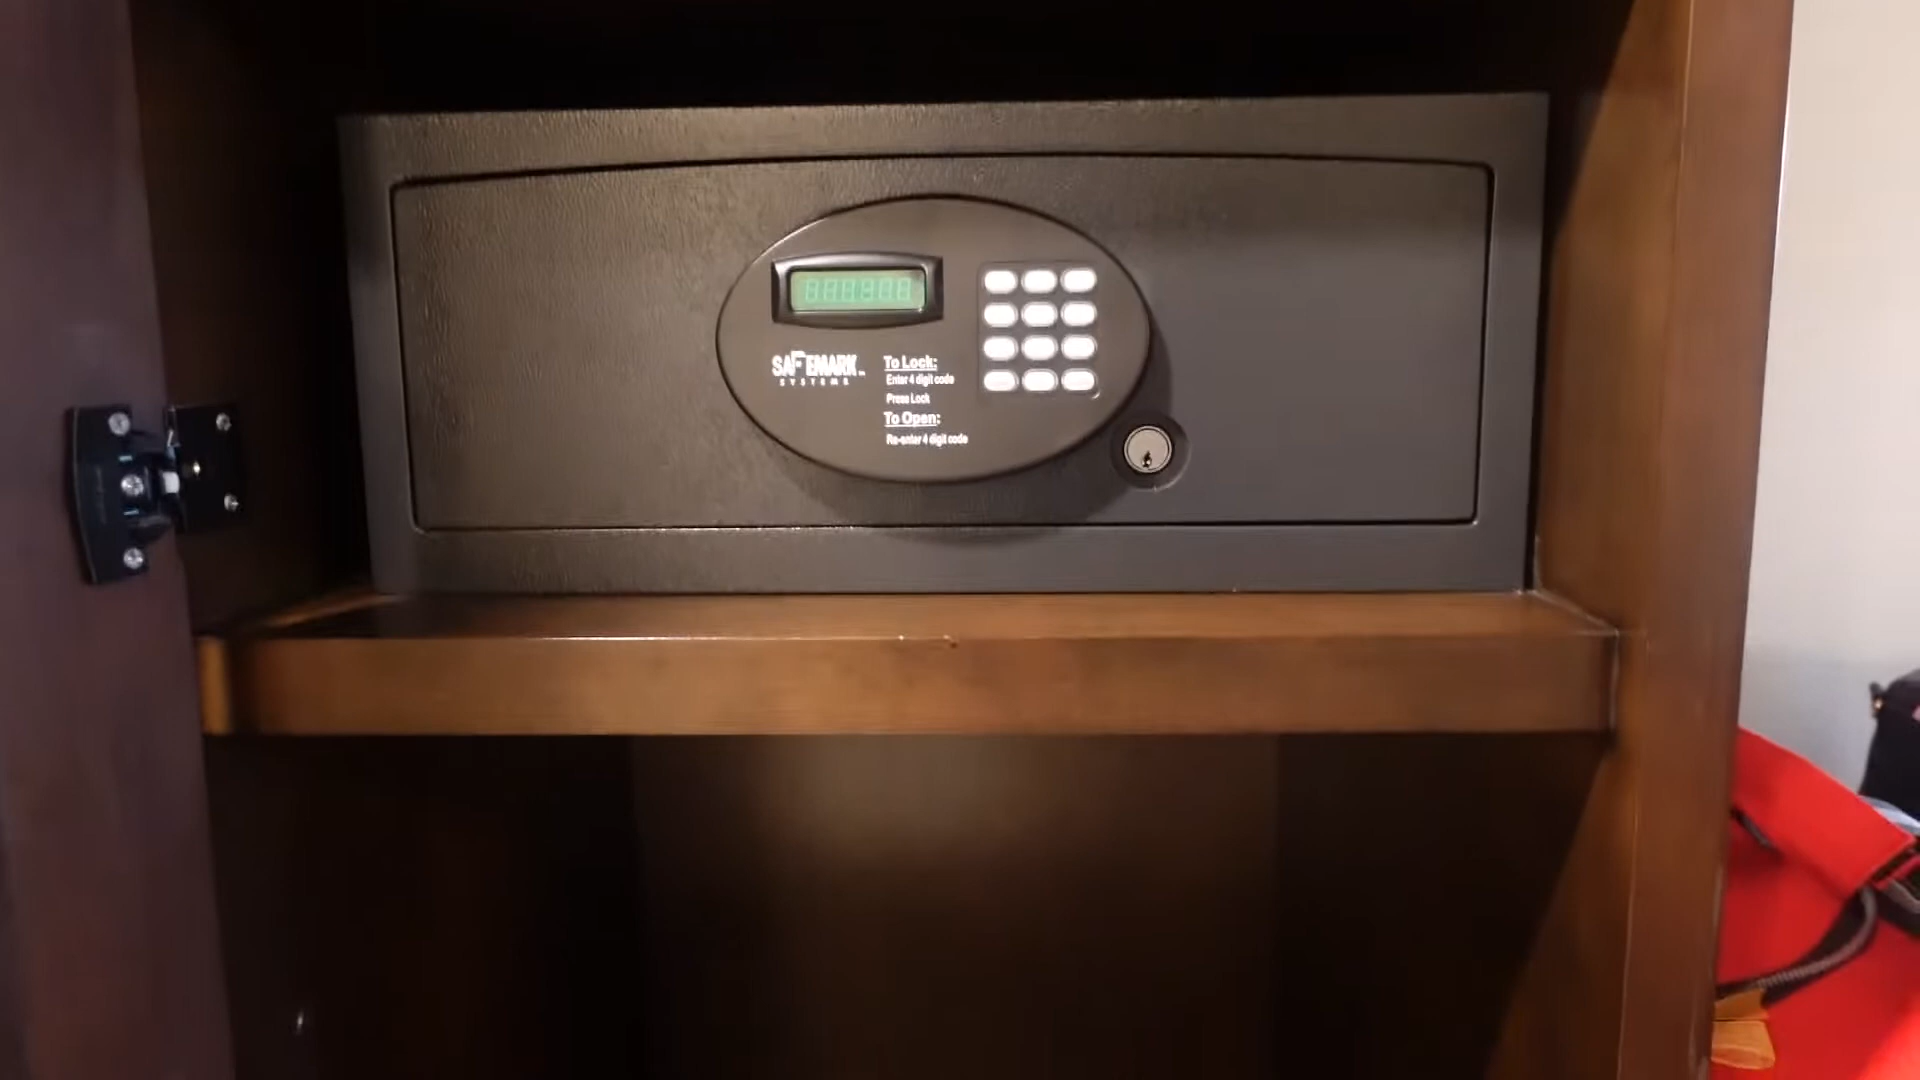 SAFEMARK
SYSTEMS
To Lock:
Enter 4 digit code
Press Lock
To Open:
Re-enter 4 digit code